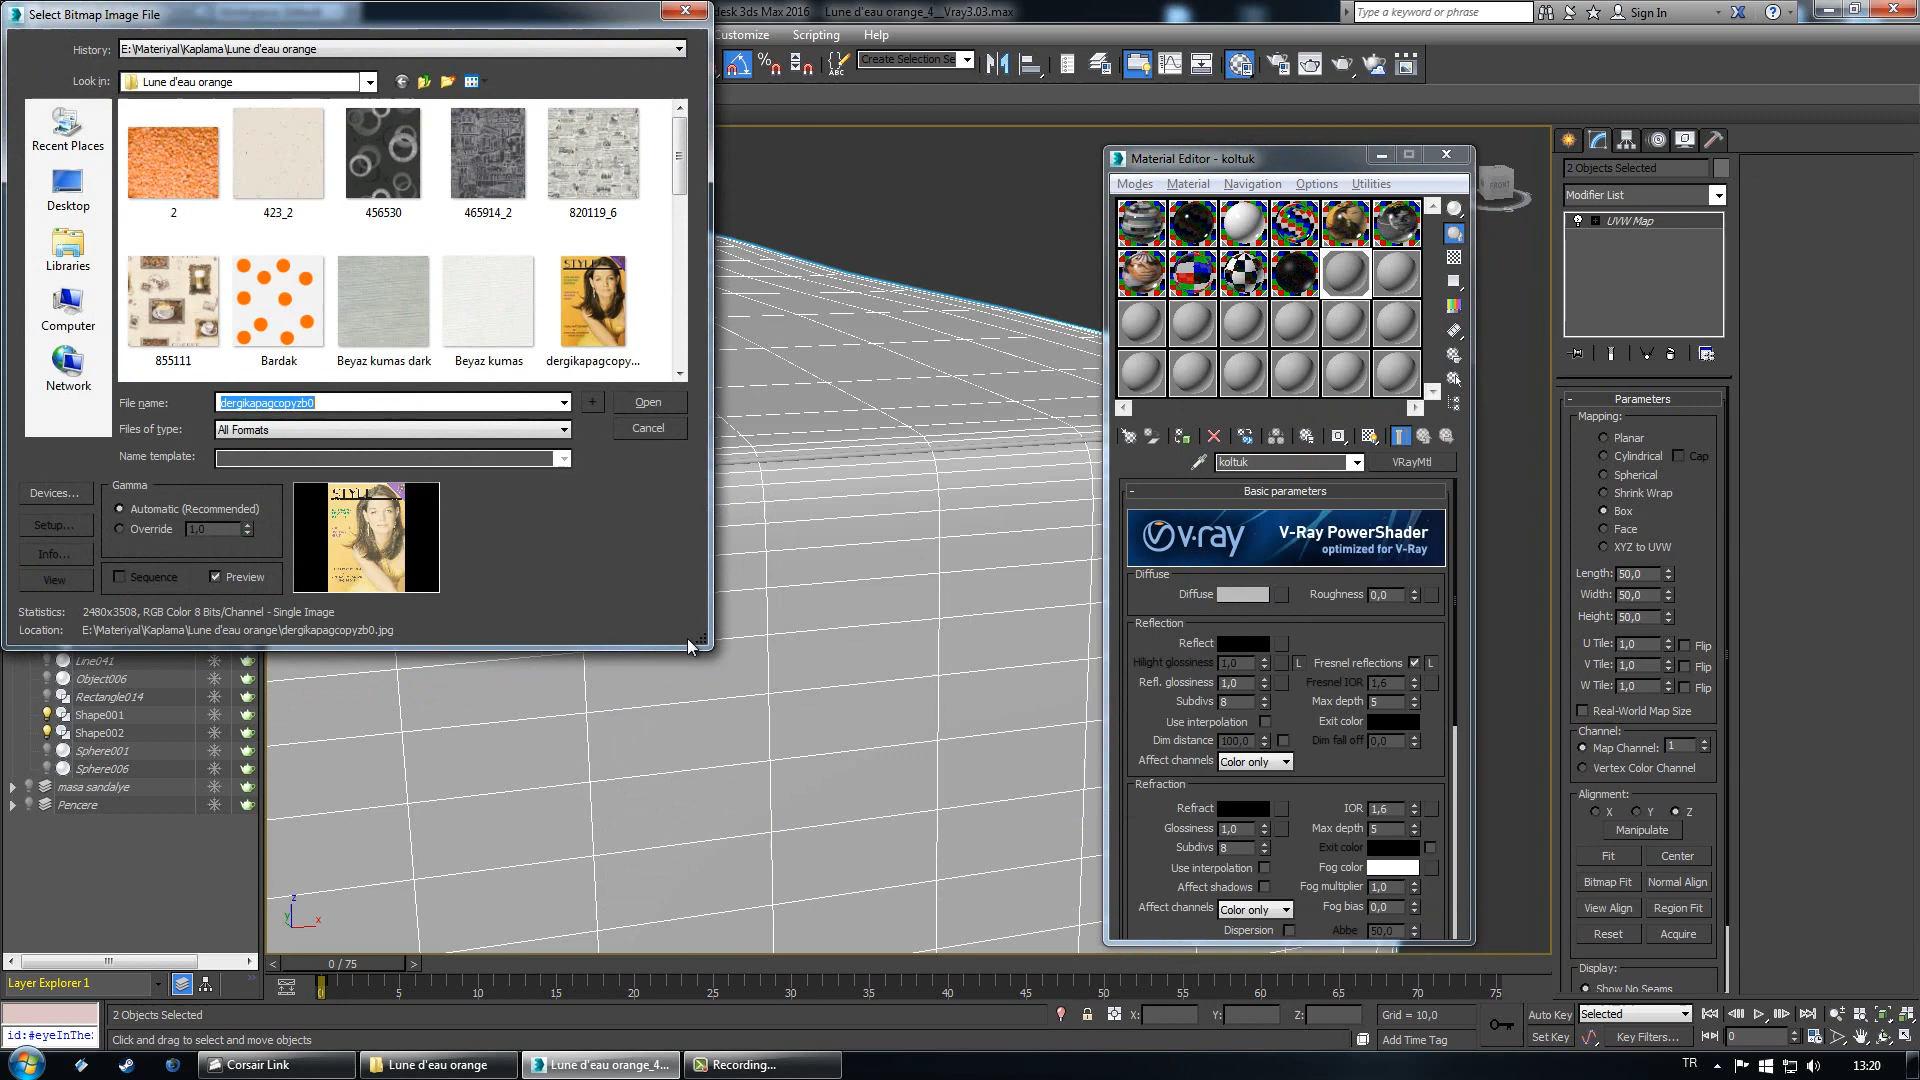 Select Bitmap Image File
desk 3ds Max 2016    Lune d'eau orange_4__Vray3.03.max
Type a keyword or phrase
Sign In
ustomize    Scripting    Help
Create Selection Se
History: E:\Materiyal\Kaplama\Lune d'eau orange
Look in: Lune d'eau orange
Recent Places
Desktop
Libraries
Computer
Network
2    423_2    456530    465914_2    820119_6
855111    Bardak    Beyaz kumas dark    Beyaz kumas    dergikapagcopy...
File name: dergikapagcopyzb0    +    Open
Files of type: All Formats    Cancel
Name template:
Devices...
Setup...
Info...
View
Gamma
Automatic (Recommended)
Override    1,0
Sequence    Preview
STYLE
Statistics: 2480x3508, RGB Color 8 Bits/Channel - Single Image
Location: E:\Materiyal\Kaplama\Lune d'eau orange\dergikapagcopyzb0.jpg
Line041
Object006
Rectangle014
Shape001
Shape002
Sphere001
Sphere006
masa sandalye
Pencere
Layer Explorer 1
FRONT
z
y
x
Material Editor - koltuk
Modes    Material    Navigation    Options    Utilities
koltuk    VRayMtl
Basic parameters
v·ray
V-Ray PowerShader
optimized for V-Ray
Diffuse
Diffuse    Roughness 0,0
Reflection
Reflect
Hilight glossiness 1,0    L    Fresnel reflections    L
Refl. glossiness 1,0    Fresnel IOR 1,6
Subdivs 8    Max depth 5
Use interpolation    Exit color
Dim distance 100,0    Dim fall off 0,0
Affect channels Color only
Refraction
Refract    IOR 1,6
Glossiness 1,0    Max depth 5
Subdivs 8    Exit color
Use interpolation    Fog color
Affect shadows    Fog multiplier 1,0
Affect channels Color only    Fog bias 0,0
Dispersion    Abbe 50,0
2 Objects Selected
Modifier List
UVW Map
Parameters
Mapping:
Planar
Cylindrical    Cap
Spherical
Shrink Wrap
Box
Face
XYZ to UVW
Length: 50,0
Width: 50,0
Height: 50,0
U Tile: 1,0    Flip
V Tile: 1,0    Flip
W Tile: 1,0    Flip
Real-World Map Size
Channel:
Map Channel: 1
Vertex Color Channel
Alignment:
X    Y    Z
Manipulate
Fit    Center
Bitmap Fit    Normal Align
View Align    Region Fit
Reset    Acquire
Display:
Show No Seams
<    0 / 75    >
0    5    10    15    20    25    30    35    40    45    50    55    60    65    70    75
2 Objects Selected    X:    Y:    Z:    Grid = 10,0    Auto Key    Selected
id:#eyeInThe:    Click and drag to select and move objects    Add Time Tag    Set Key    Key Filters...    0
Corsair Link    Lune d'eau orange    Lune d'eau orange_4...    Recording...    TR    13:20